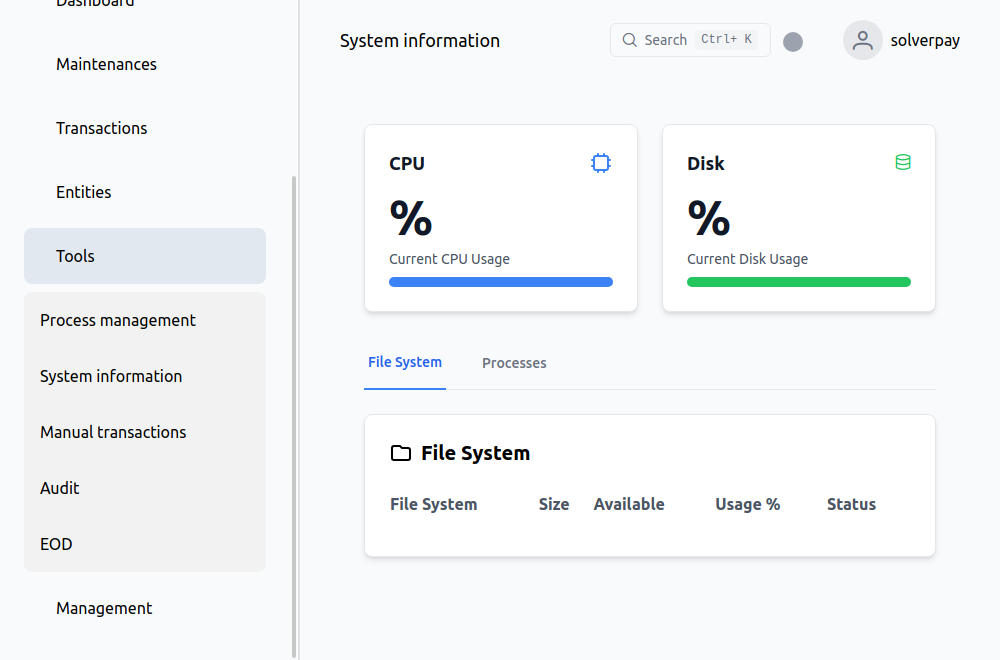 Dashboard
Maintenances
Transactions
Entities
Tools
Process management
System information
Manual transactions
Audit
EOD
Management
System information
Search Ctrl+ K
solverpay
CPU
%
Current CPU Usage
Disk
%
Current Disk Usage
File System Processes
File System
File System Size Available Usage % Status